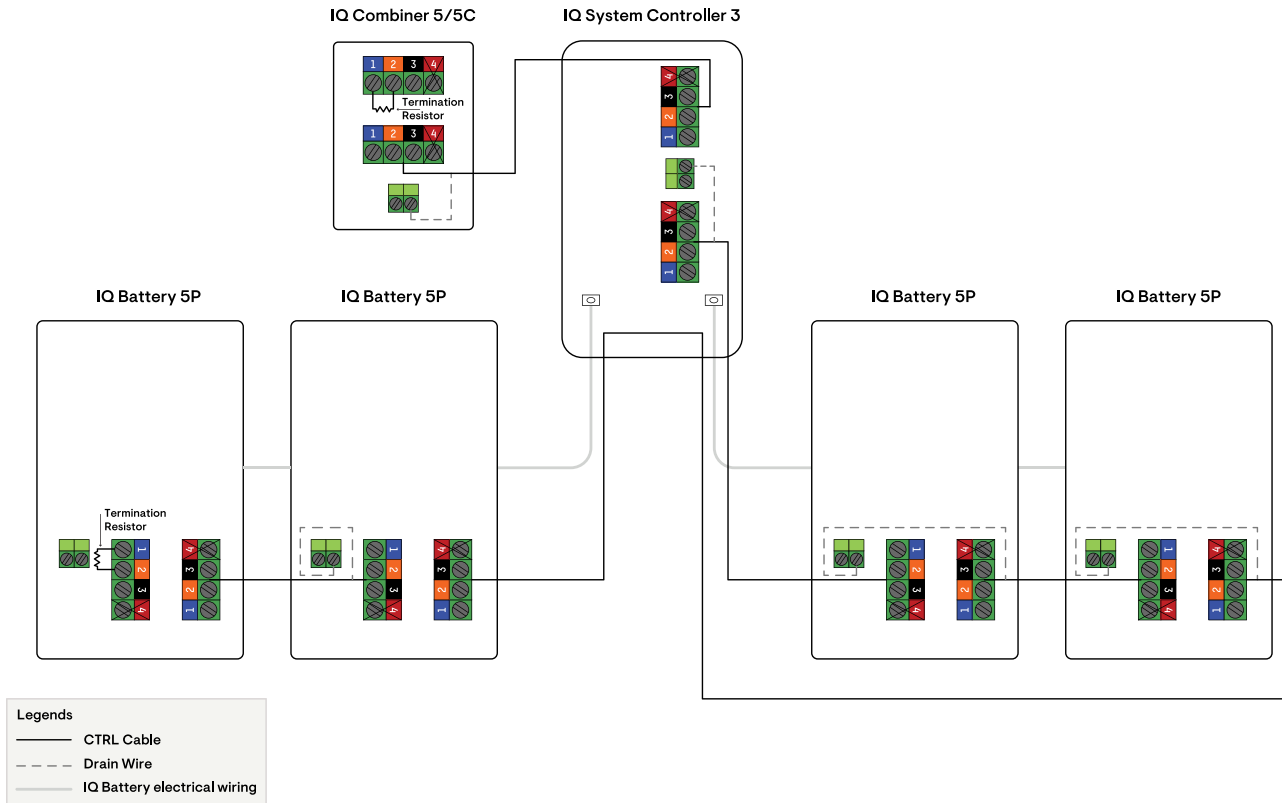 IQ Combiner 5/5C
IQ System Controller 3
1 2 3 4
Termination
Resistor
1 2 3 4
4
3
2
1
4
3
2
1
IQ Battery 5P
IQ Battery 5P
IQ Battery 5P
IQ Battery 5P
Termination
Resistor
1
2
3
4
4
3
2
1
1
2
3
4
4
3
2
1
1
2
3
4
4
3
2
1
1
2
3
4
4
3
2
1
Legends
CTRL Cable
Drain Wire
IQ Battery electrical wiring